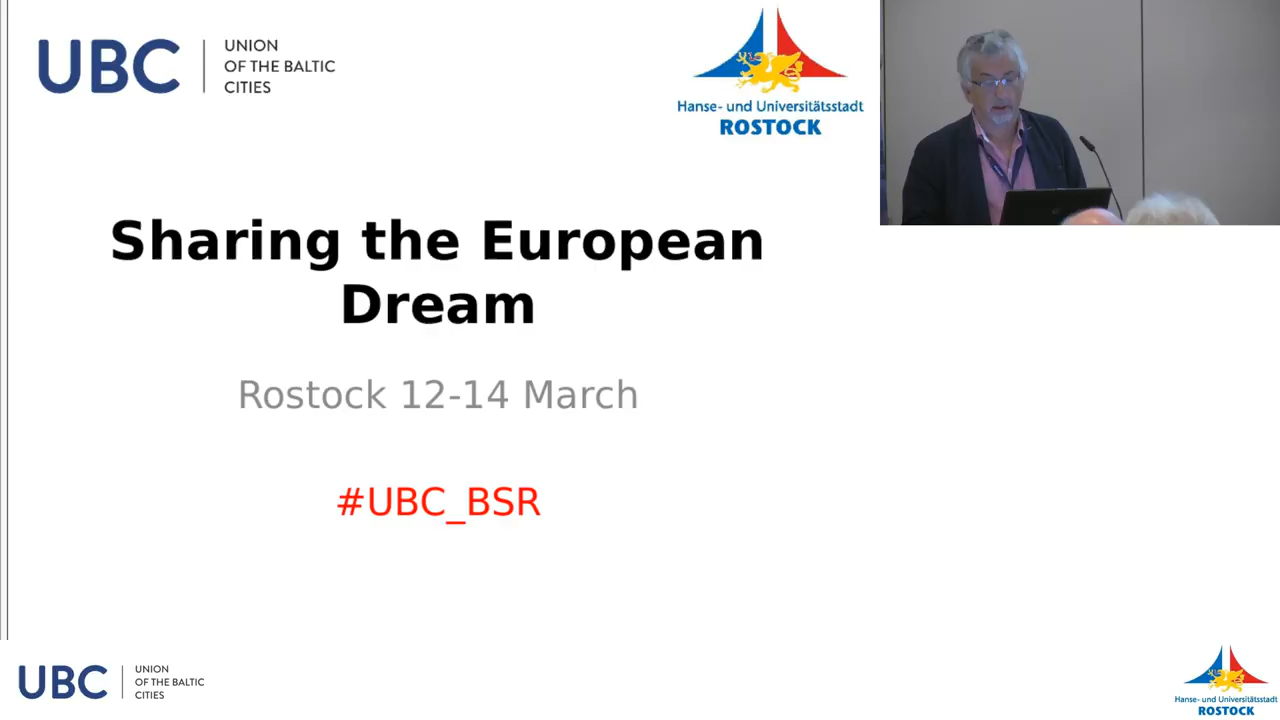 UBC
UNION
OF THE BALTIC
CITIES
Hanse- und Universitätsstadt
ROSTOCK
Sharing the European
Dream
Rostock 12-14 March
#UBC_BSR
UBC
UNION
OF THE BALTIC
CITIES
Hanse- und Universitätsstadt
ROSTOCK